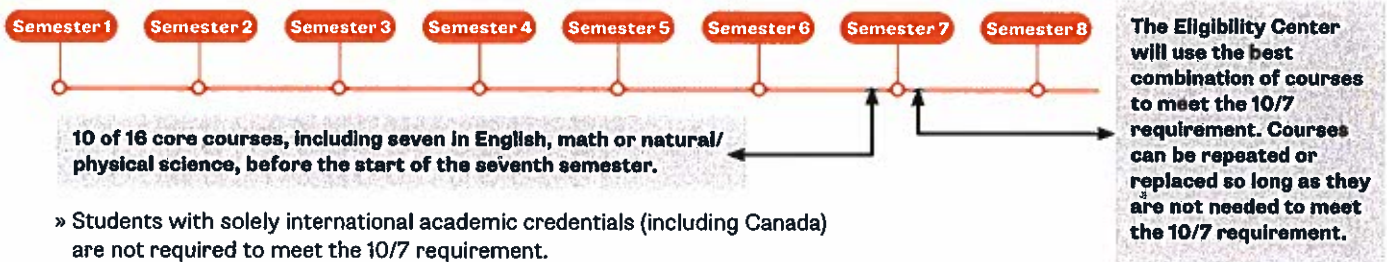 Semester 1
Semester 2
Semester 3
Semester 4
Semester 5
Semester 6
Semester 7
Semester 8
10 of 16 core courses, including seven in English, math or natural/
physical science, before the start of the seventh semester.
» Students with solely international academic credentials (including Canada)
are not required to meet the 10/7 requirement.
The Eligibility Center
will use the best
combination of courses
to meet the 10/7
requirement. Courses
can be repeated or
replaced so long as they
are not needed to meet
the 10/7 requirement.